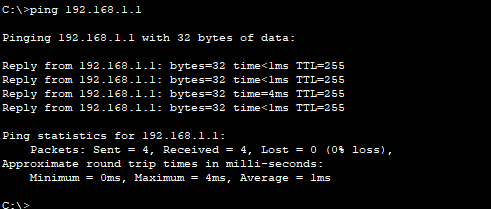 C:\>ping 192.168.1.1
Pinging 192.168.1.1 with 32 bytes of data:
Reply from 192.168.1.1: bytes=32 time<1ms TTL=255
Reply from 192.168.1.1: bytes=32 time<1ms TTL=255
Reply from 192.168.1.1: bytes=32 time=4ms TTL=255
Reply from 192.168.1.1: bytes=32 time<1ms TTL=255
Ping statistics for 192.168.1.1:
    Packets: Sent = 4, Received = 4, Lost = 0 (0% loss),
Approximate round trip times in milli-seconds:
    Minimum = 0ms, Maximum = 4ms, Average = 1ms
C:\>